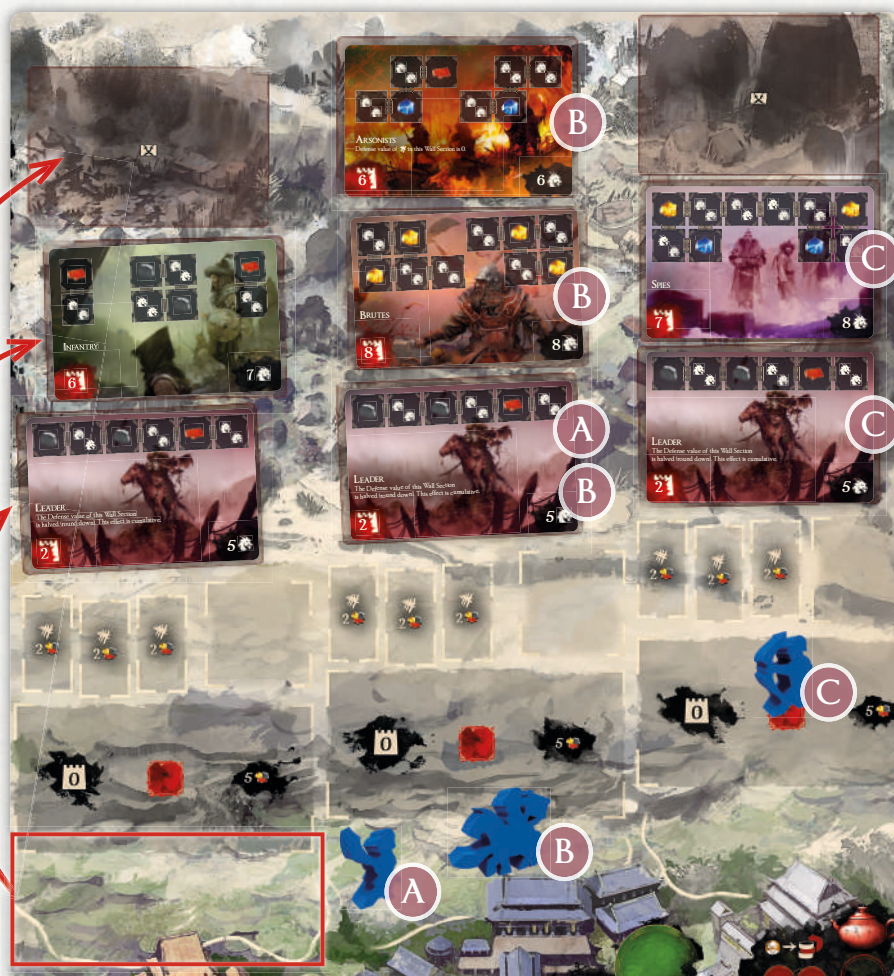 B
ARSONISTS
Defense value of in this Wall Section is 0.
6
6
INFANTRY
6
7
B
BRUTES
8
8
C
SPIES
7
8
LEADER
The Defense value of this Wall Section
is halved (round down). This effect is cumulative.
2
5
A
LEADER
The Defense value of this Wall Section
is halved (round down). This effect is cumulative.
B
2
5
C
LEADER
The Defense value of this Wall Section
is halved (round down). This effect is cumulative.
2
5
2
2
2
2
2
2
2
2
2
0
5
0
5
0
5
C
A
B